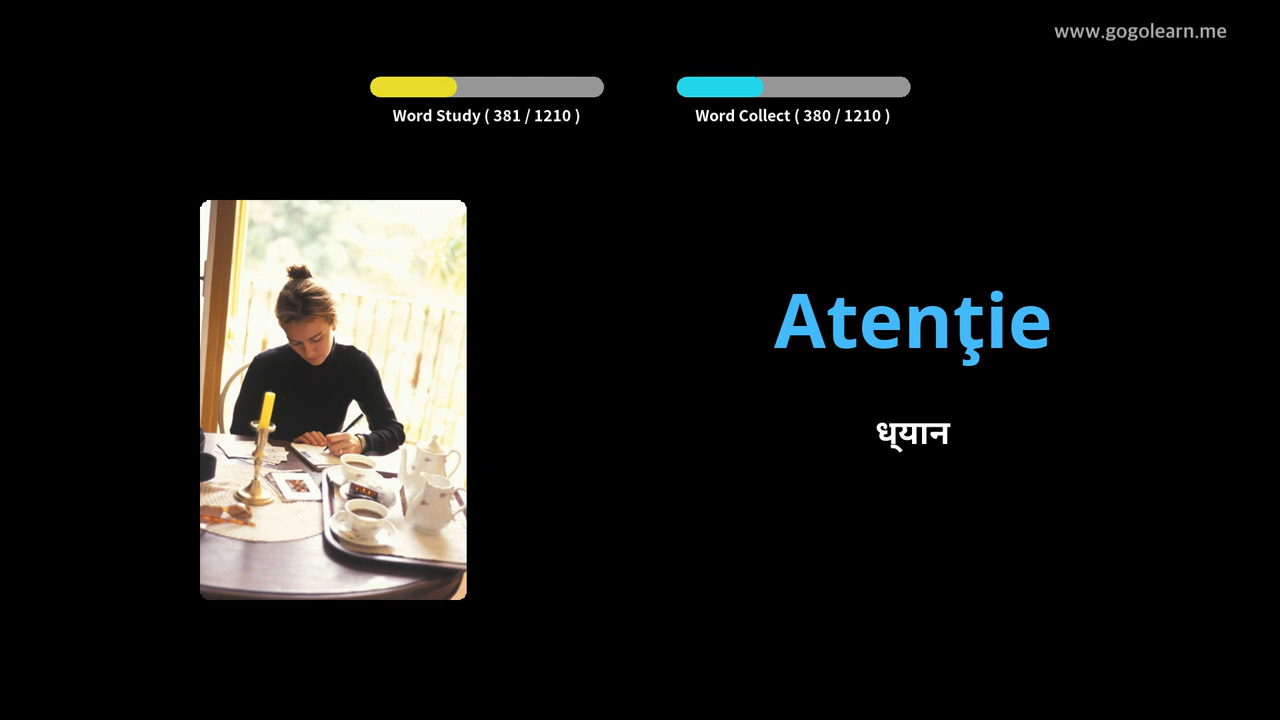 www.gogolearn.me
Word Study ( 381 / 1210 )
Word Collect ( 380 / 1210 )
Atenţie
ध्यान